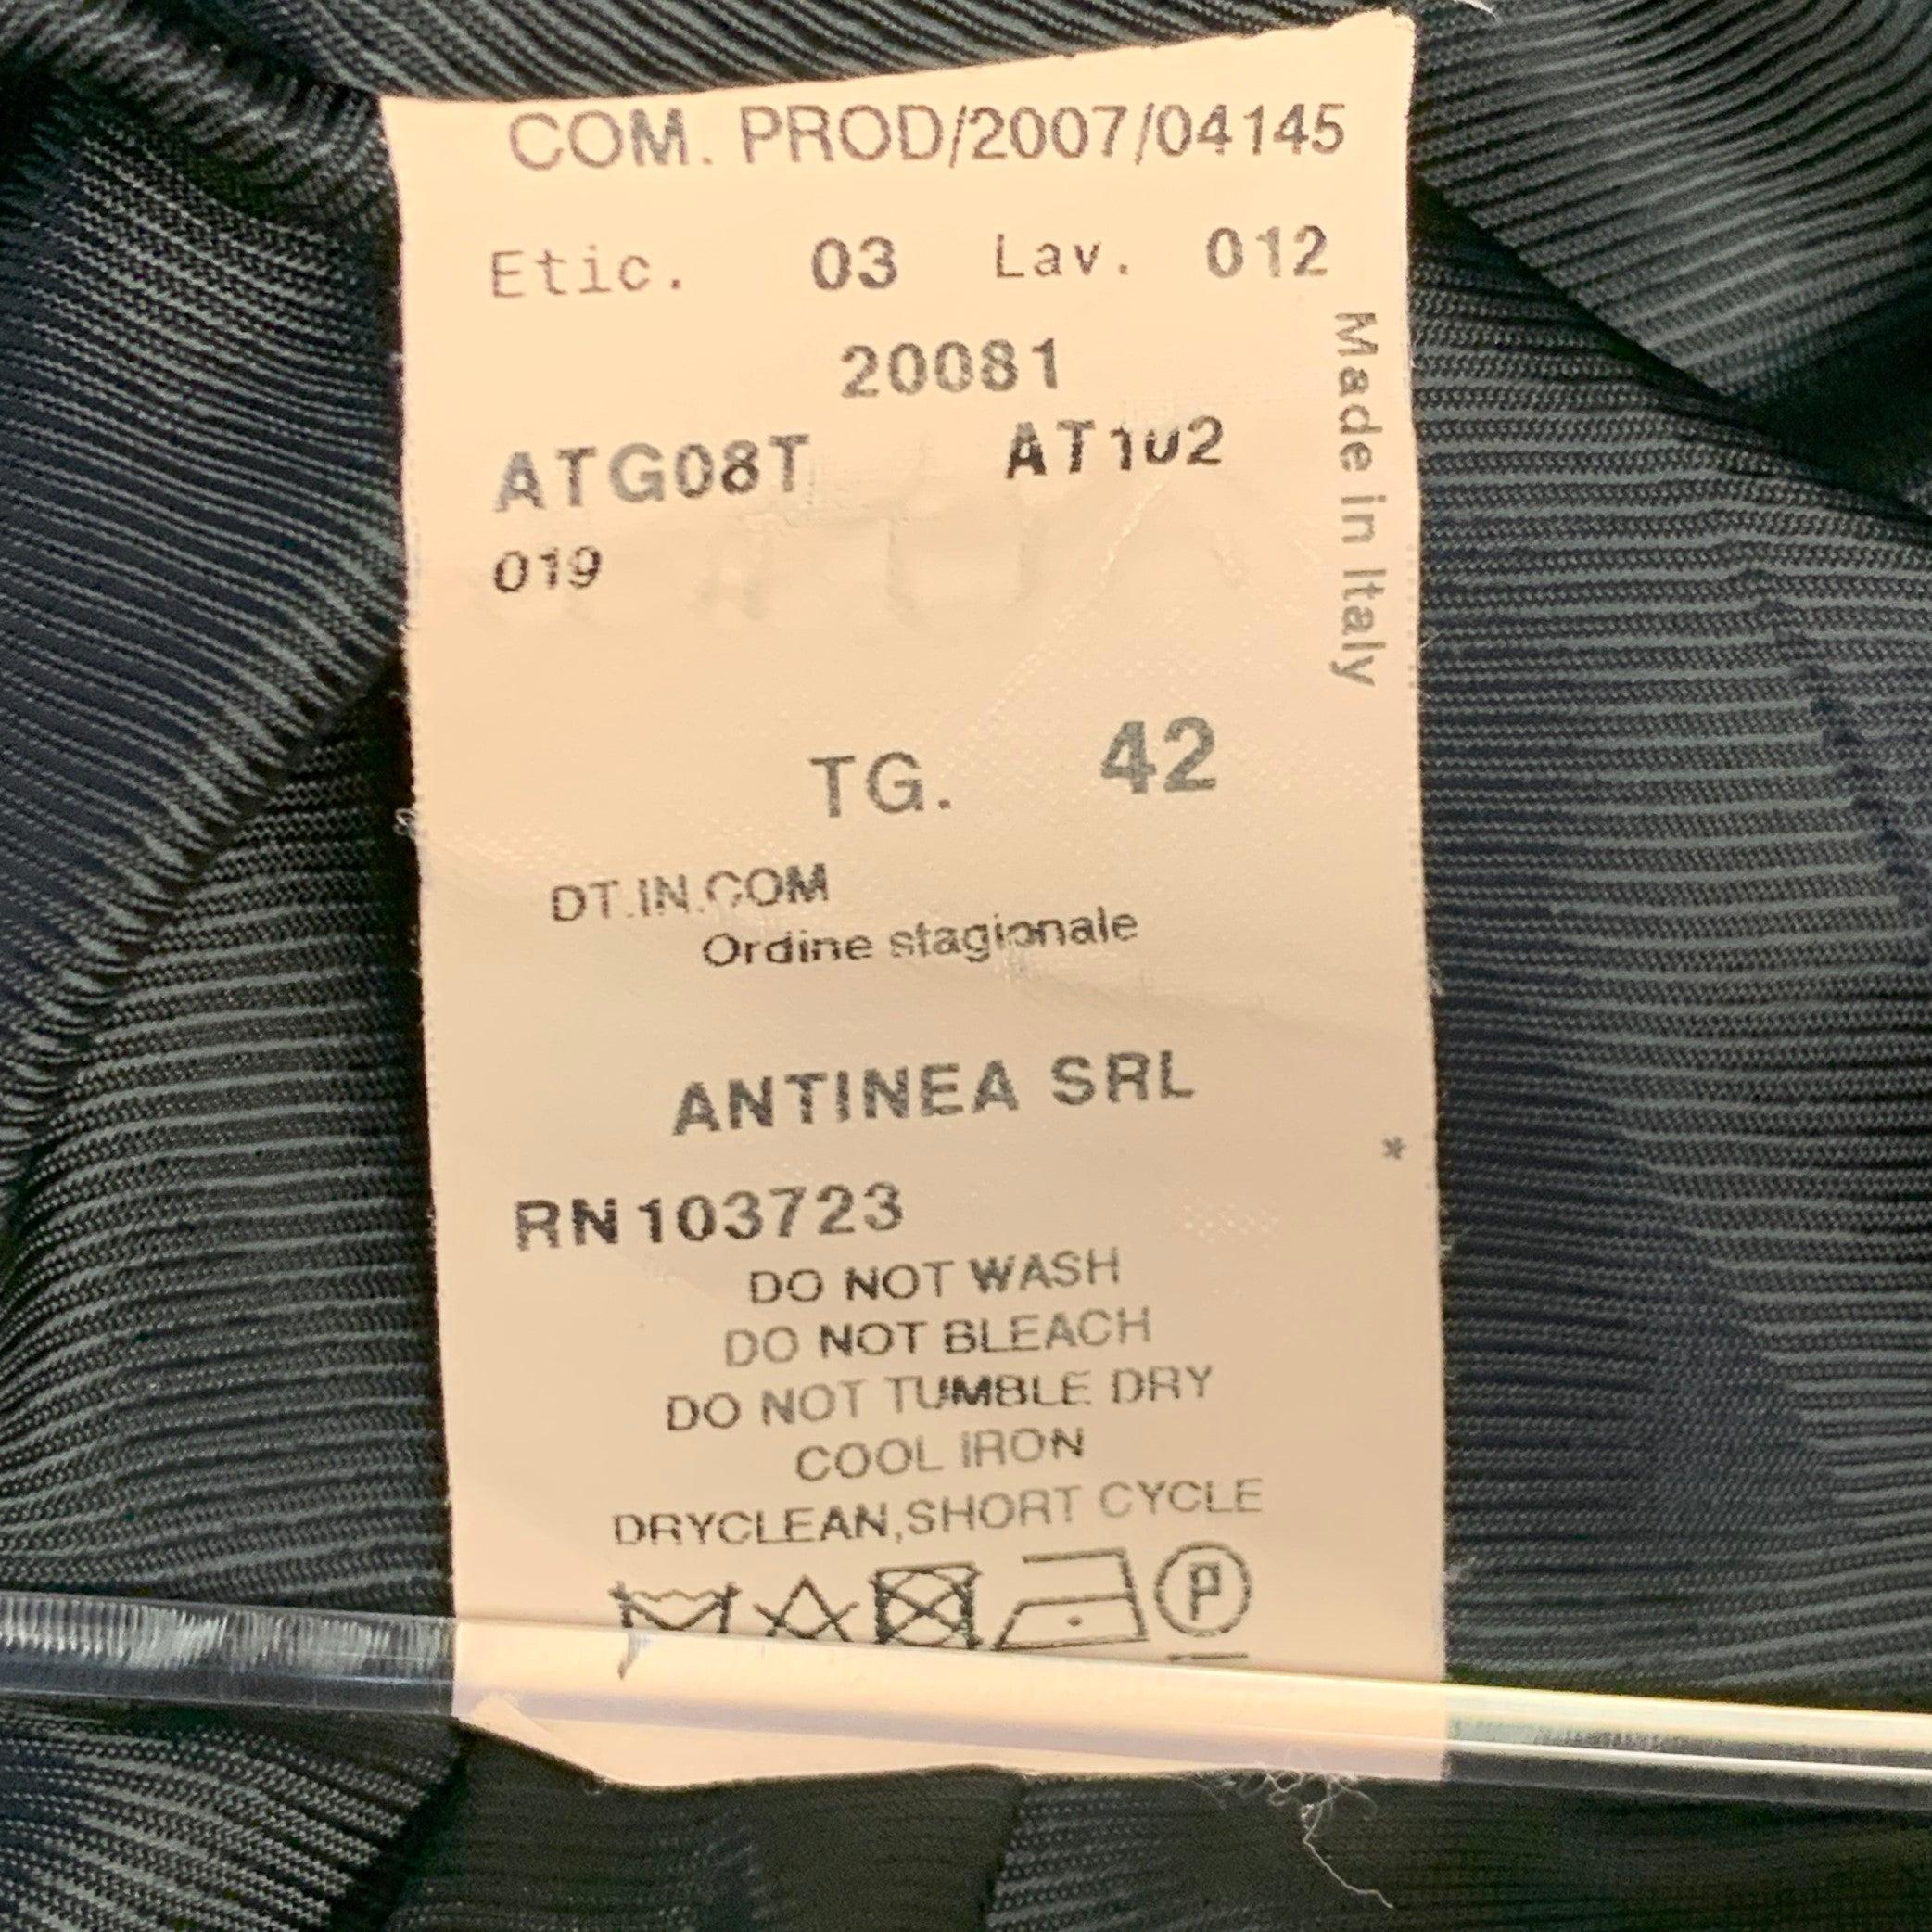 COM. PROD/2007/04145
Etic. 03 Lav. 012
20081
ATG08T AT102
019
Made in Italy
TG. 42
DT.IN.COM
Ordine stagionale
ANTINEA SRL
*
RN103723
DO NOT WASH
DO NOT BLEACH
DO NOT TUMBLE DRY
COOL IRON
DRYCLEAN,SHORT CYCLE
P